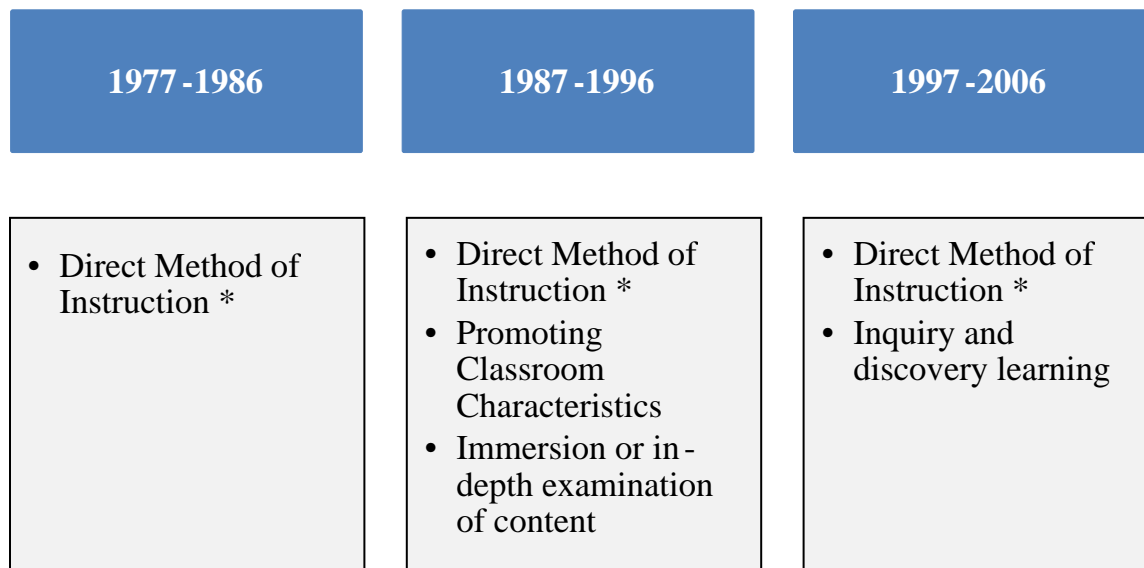 1977-1986
1987-1996
1997-2006
• Direct Method of
Instruction *
• Direct Method of
Instruction *
• Promoting
Classroom
Characteristics
• Immersion or in-
depth examination
of content
• Direct Method of
Instruction *
• Inquiry and
discovery learning